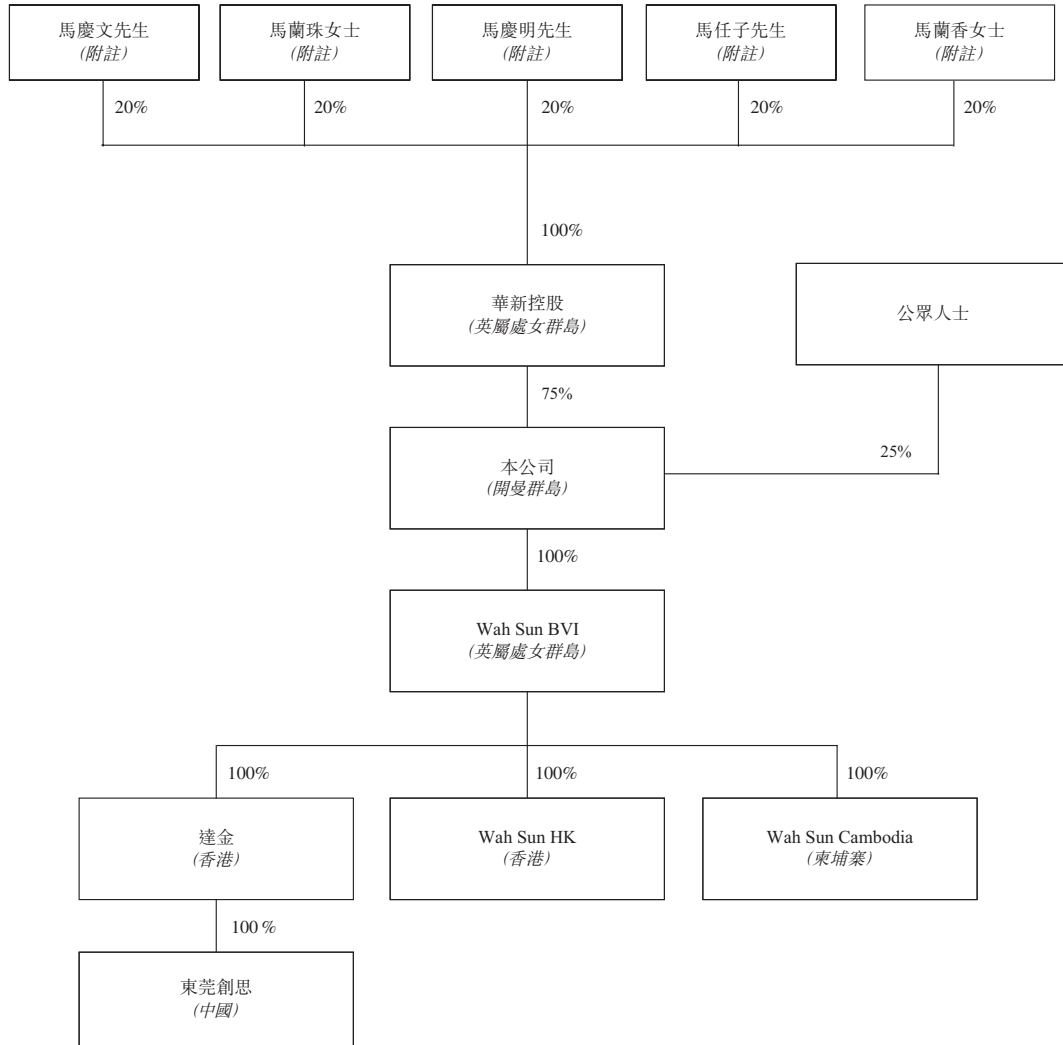 馬慶文先生
(附註)
馬蘭珠女士
(附註)
馬慶明先生
(附註)
馬任子先生
(附註)
馬蘭香女士
(附註)
20%
20%
20%
20%
20%
100%
華新控股
(英屬處女群島)
公眾人士
75%
25%
本公司
(開曼群島)
100%
Wah Sun BVI
(英屬處女群島)
100%
100%
100%
達金
(香港)
Wah Sun HK
(香港)
Wah Sun Cambodia
(柬埔寨)
100 %
東莞創思
(中國)